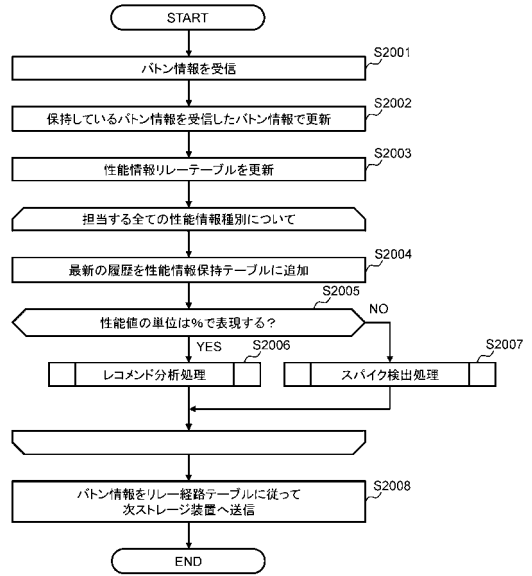 START
S2001
バトン情報を受信
S2002
保持しているバトン情報を受信したバトン情報で更新
S2003
性能情報リレーテーブルを更新
担当する全ての性能情報種別について
S2004
最新の履歴を性能情報保持テーブルに追加
S2005
性能値の単位は%で表現する?
NO
YES
S2006
レコメンド分析処理
S2007
スパイク検出処理
S2008
バトン情報をリレー経路テーブルに従って
次ストレージ装置へ送信
END